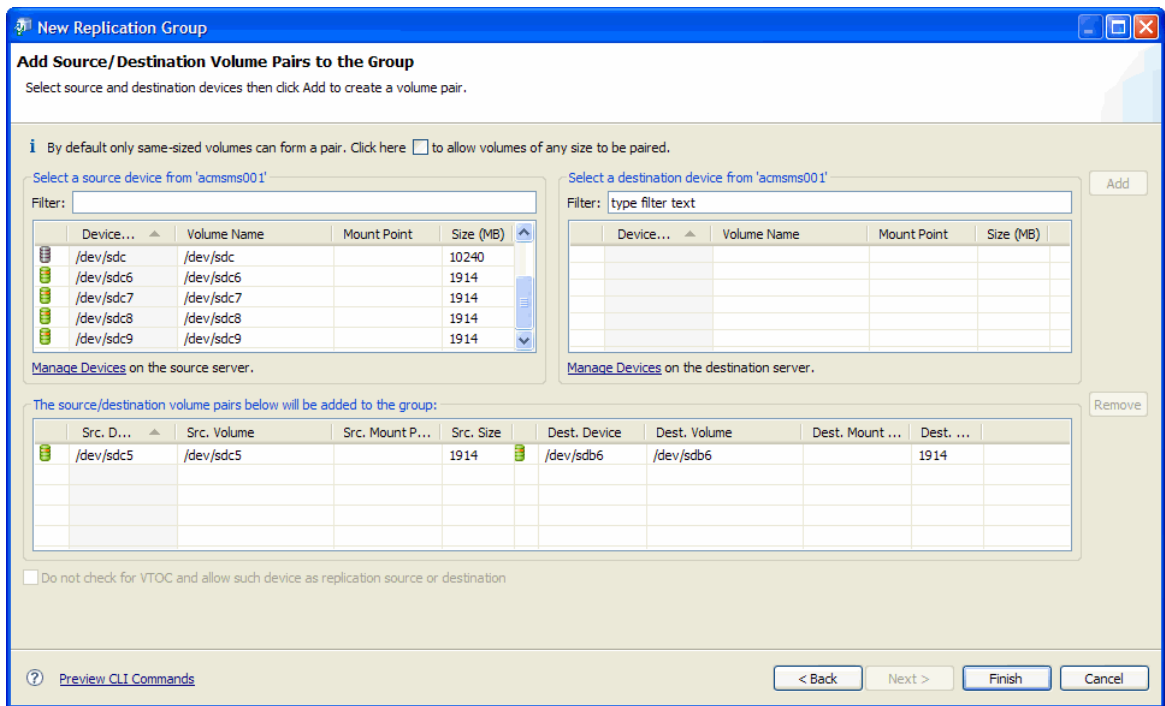 New Replication Group
Add Source/Destination Volume Pairs to the Group
Select source and destination devices then click Add to create a volume pair.
i By default only same-sized volumes can form a pair. Click here to allow volumes of any size to be paired.
Select a source device from 'acmsms001'
Filter:
Device... Volume Name Mount Point Size (MB)
/dev/sdc /dev/sdc 10240
/dev/sdc6 /dev/sdc6 1914
/dev/sdc7 /dev/sdc7 1914
/dev/sdc8 /dev/sdc8 1914
/dev/sdc9 /dev/sdc9 1914
Manage Devices on the source server.
Select a destination device from 'acmsms001'
Filter: type filter text
Device... Volume Name Mount Point Size (MB)
Manage Devices on the destination server.
Add
The source/destination volume pairs below will be added to the group:
Remove
Src. D... Src. Volume Src. Mount P... Src. Size Dest. Device Dest. Volume Dest. Mount ... Dest. ...
/dev/sdc5 /dev/sdc5 1914 /dev/sdb6 /dev/sdb6 1914
Do not check for VTOC and allow such device as replication source or destination
? Preview CLI Commands
< Back Next > Finish Cancel